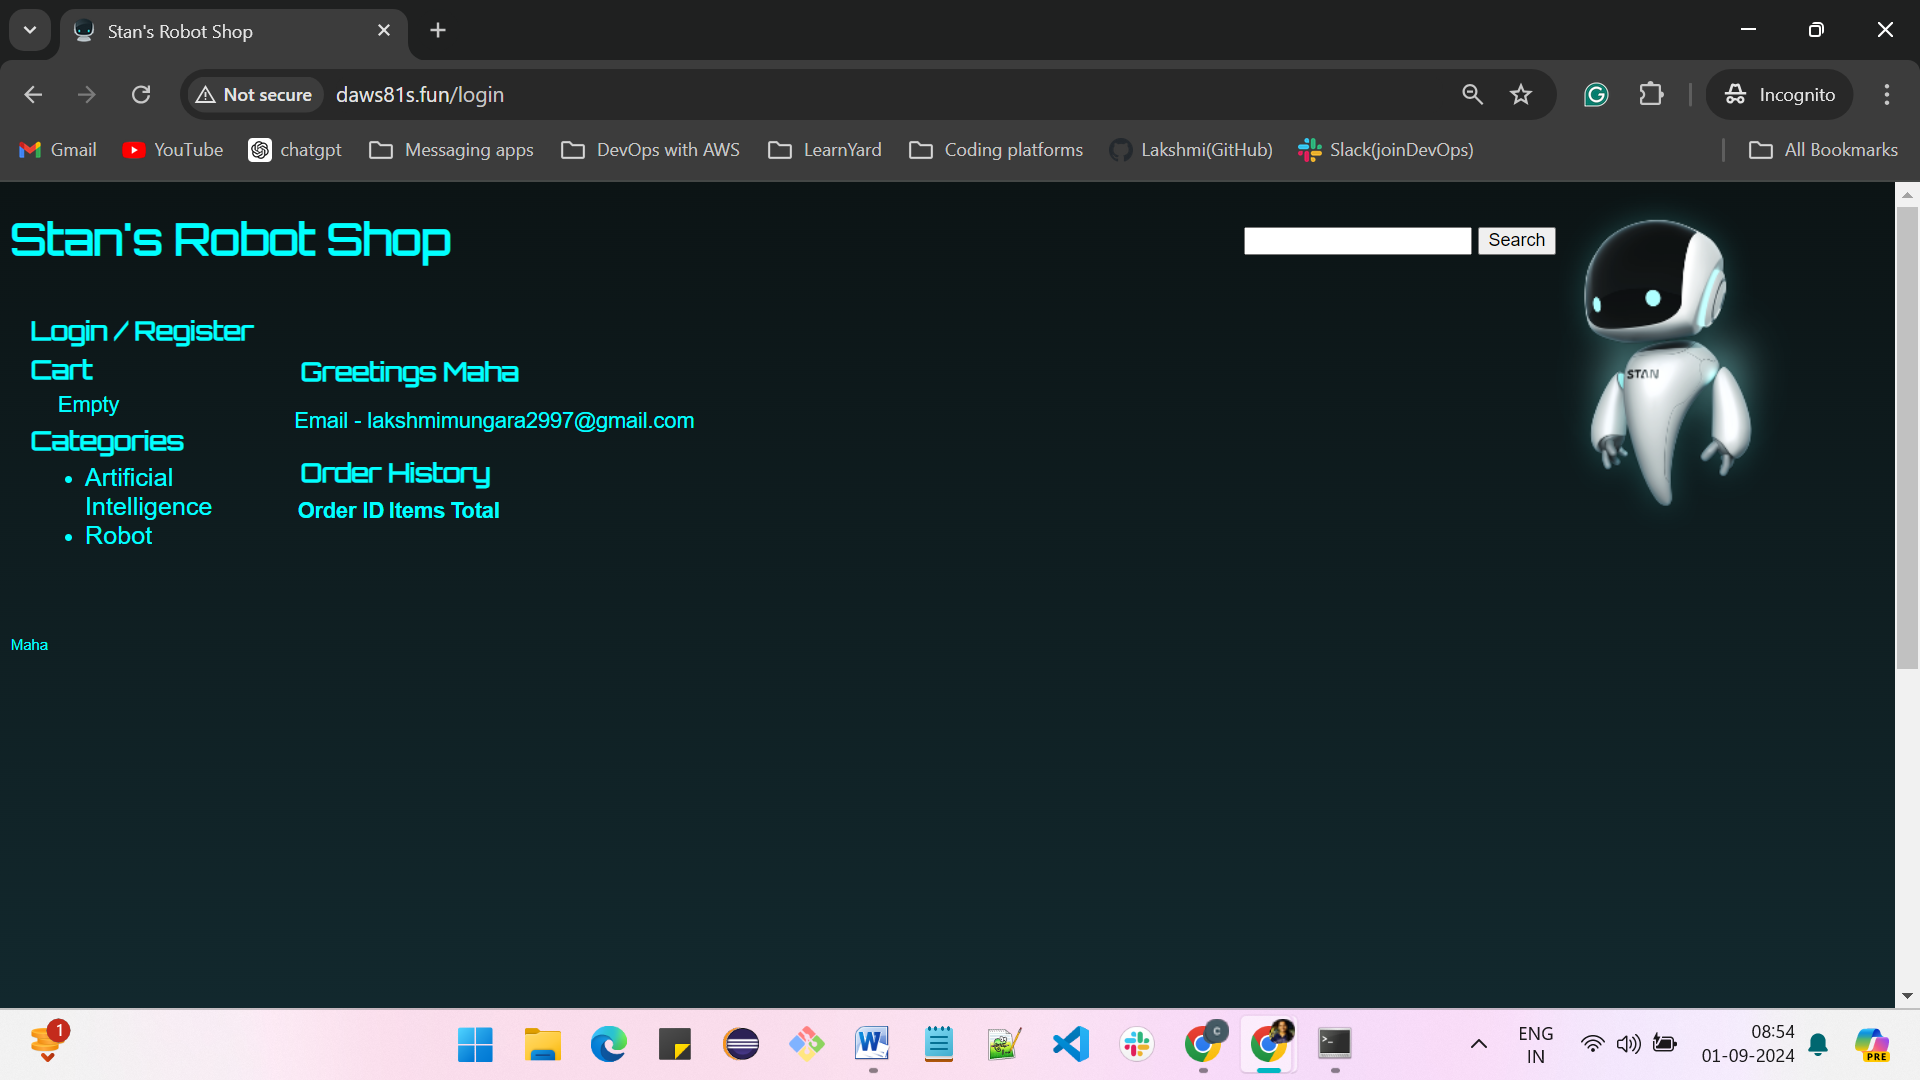 Stan's Robot Shop
Not secure
daws81s.fun/login
Incognito
Gmail
YouTube
chatgpt
Messaging apps
DevOps with AWS
LearnYard
Coding platforms
Lakshmi(GitHub)
Slack(joinDevOps)
All Bookmarks
Stan's Robot Shop
Search
STAN
Login / Register
Cart
Empty
Categories
• Artificial
Intelligence
• Robot
Greetings Maha
Email - lakshmimungara2997@gmail.com
Order History
Order ID Items Total
Maha
1
C
ENG
IN
08:54
01-09-2024
PRE